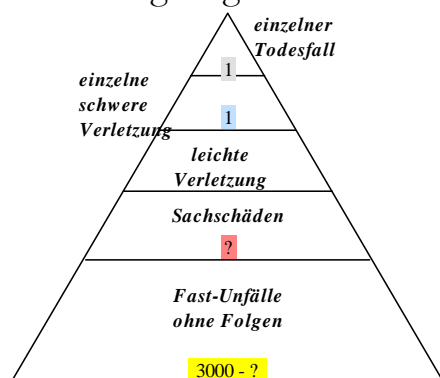 einzelner
Todesfall
1
einzelne
schwere
Verletzung
1
leichte
Verletzung
Sachschäden
?
Fast-Unfälle
ohne Folgen
3000 - ?